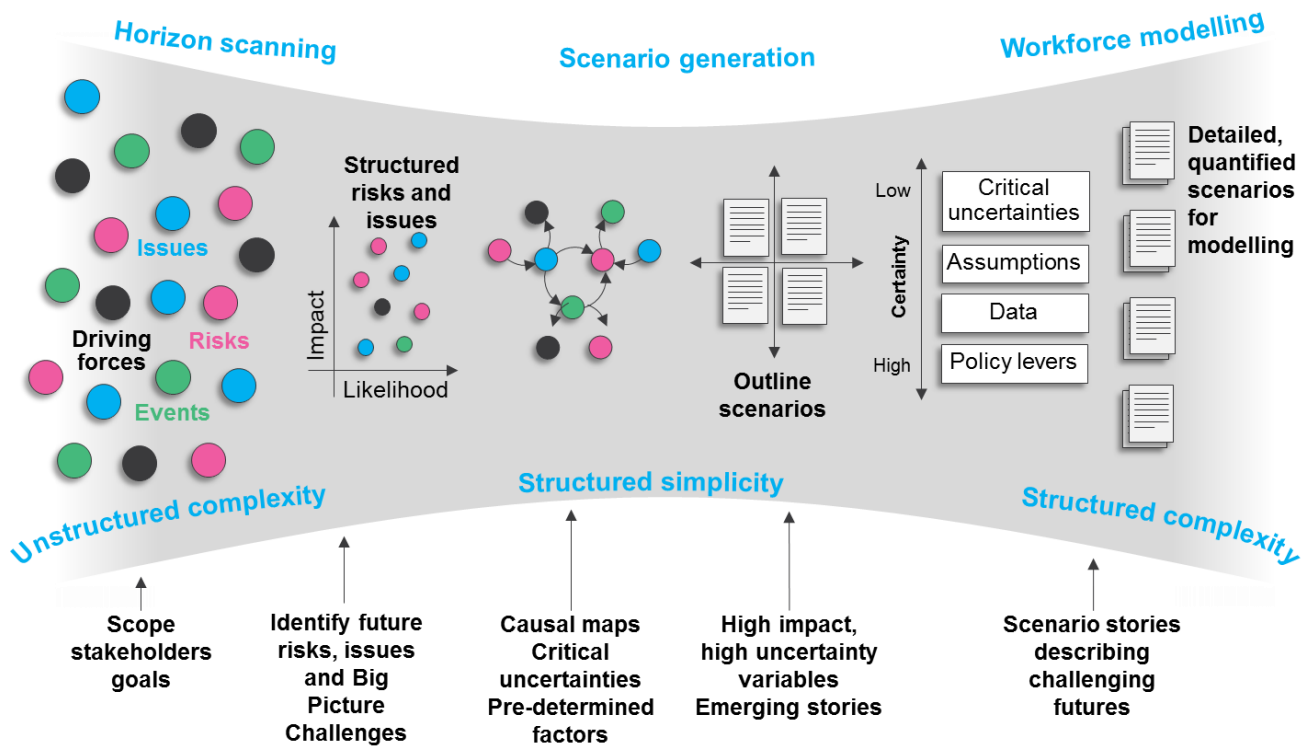 Horizon scanning
Scenario generation
Workforce modelling
Issues
Driving
forces
Risks
Events
Structured
risks and
issues
Impact
Likelihood
Outline
scenarios
Low
Certainty
High
Critical
uncertainties
Assumptions
Data
Policy levers
Detailed,
quantified
scenarios
for
modelling
Unstructured complexity
Structured simplicity
Structured complexity
Scope
stakeholders
goals
Identify future
risks, issues
and Big
Picture
Challenges
Causal maps
Critical
uncertainties
Pre-determined
factors
High impact,
high uncertainty
variables
Emerging stories
Scenario stories
describing
challenging
futures